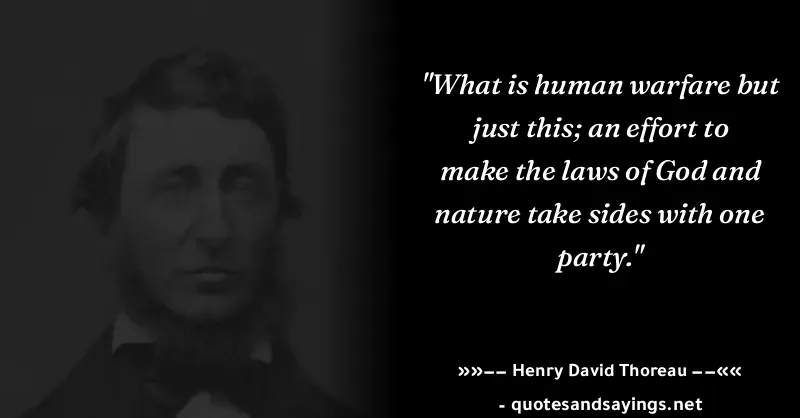 "What is human warfare but
just this; an effort to
make the laws of God and
nature take sides with one
party."
»»−− Henry David Thoreau −−««
- quotesandsayings.net